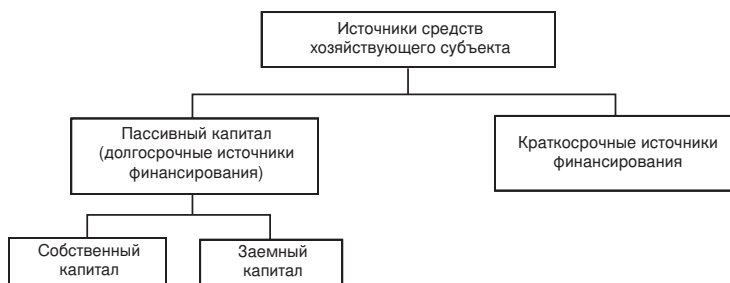 Источники средств
хозяйствующего субъекта
Пассивный капитал
(долгосрочные источники
финансирования)
Краткосрочные источники
финансирования
Собственный
капитал
Заемный
капитал